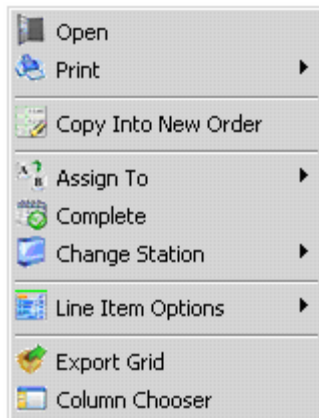 Open
Print
Copy Into New Order
Assign To
Complete
Change Station
Line Item Options
Export Grid
Column Chooser